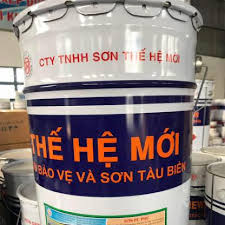 CTY TNHH SƠN THẾ HỆ MỚI
THẾ HỆ MỚI
BẢO VỆ VÀ SƠN TÀU BIỂN